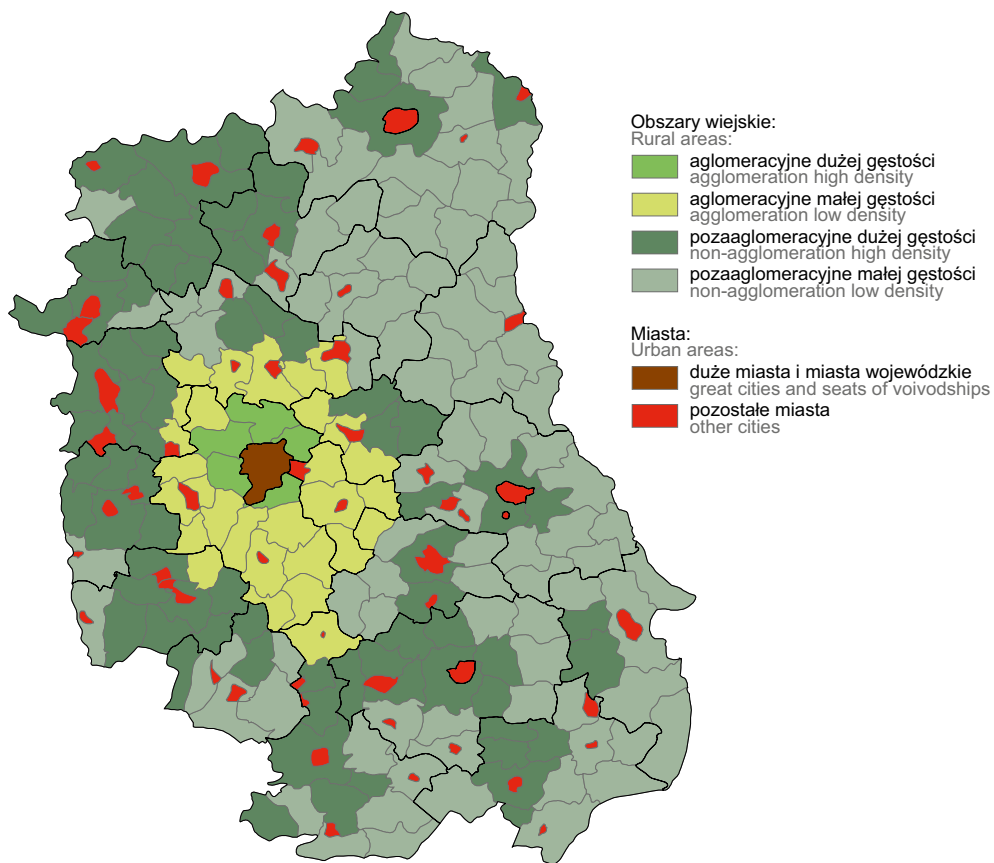 Obszary wiejskie:
Rural areas:
aglomeracyjne dużej gęstości
agglomeration high density
aglomeracyjne małej gęstości
agglomeration low density
pozaaglomeracyjne dużej gęstości
non-agglomeration high density
pozaaglomeracyjne małej gęstości
non-agglomeration low density
Miasta:
Urban areas:
duże miasta i miasta wojewódzkie
great cities and seats of voivodships
pozostałe miasta
other cities